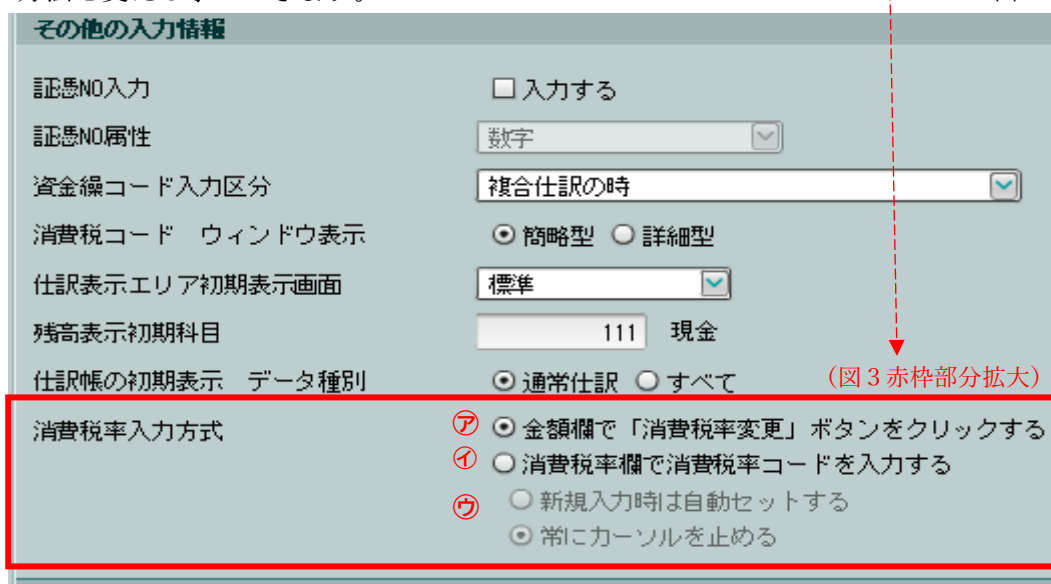 その他の入力情報
証憑NO入力 入力する
証憑NO属性 数字
資金繰コード入力区分 複合仕訳の時
消費税コード　ウィンドウ表示 簡略型 詳細型
仕訳表示エリア初期表示画面 標準
残高表示初期科目 111 現金
仕訳帳の初期表示　データ種別 通常仕訳 すべて
(図3赤枠部分拡大)
消費税率入力方式 ㋐ 金額欄で「消費税率変更」ボタンをクリックする
㋑ 消費税率欄で消費税率コードを入力する
㋒ 新規入力時は自動セットする
常にカーソルを止める